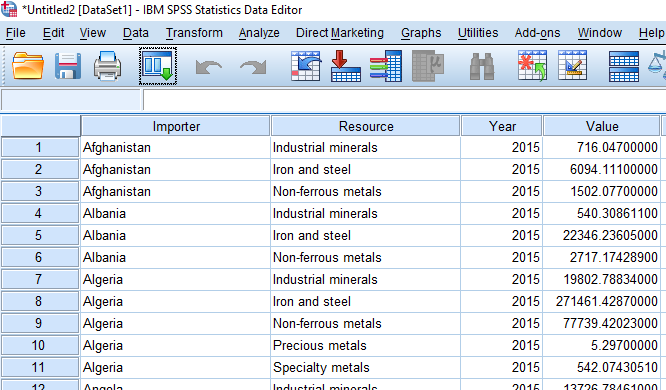 *Untitled2 [DataSet1] - IBM SPSS Statistics Data Editor
File Edit View Data Transform Analyze Direct Marketing Graphs Utilities Add-ons Window Help
Importer Resource Year Value
1 Afghanistan Industrial minerals 2015 716.04700000
2 Afghanistan Iron and steel 2015 6094.11100000
3 Afghanistan Non-ferrous metals 2015 1502.07700000
4 Albania Industrial minerals 2015 540.30861100
5 Albania Iron and steel 2015 22346.23605000
6 Albania Non-ferrous metals 2015 2717.17428900
7 Algeria Industrial minerals 2015 19802.78834000
8 Algeria Iron and steel 2015 271461.42870000
9 Algeria Non-ferrous metals 2015 77739.42023000
10 Algeria Precious metals 2015 5.29700000
11 Algeria Specialty metals 2015 542.07430510
12 Angola Industrial minerals 2015 13726.78461000